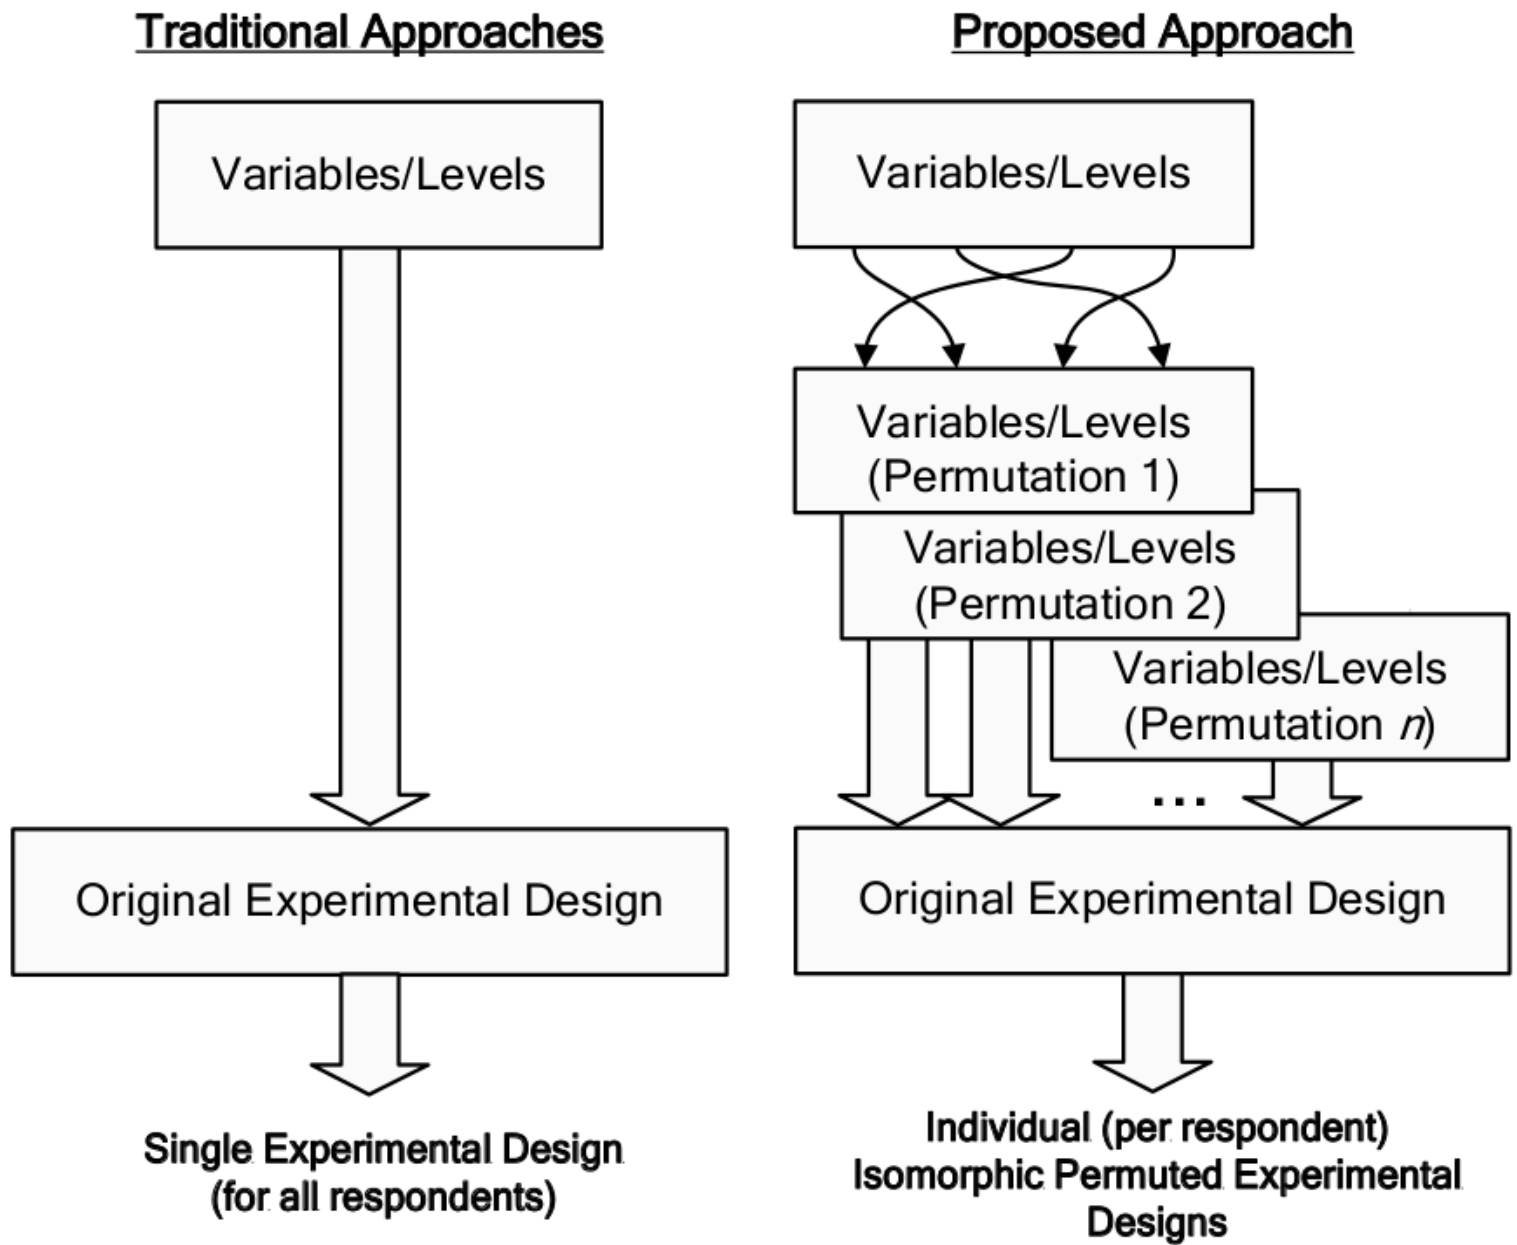 Traditional Approaches
Variables/Levels
Original Experimental Design
Single Experimental Design
(for all respondents)
Proposed Approach
Variables/Levels
Variables/Levels
(Permutation 1)
Variables/Levels
(Permutation 2)
Variables/Levels
(Permutation n)
...
Original Experimental Design
Individual (per respondent)
Isomorphic Permuted Experimental
Designs